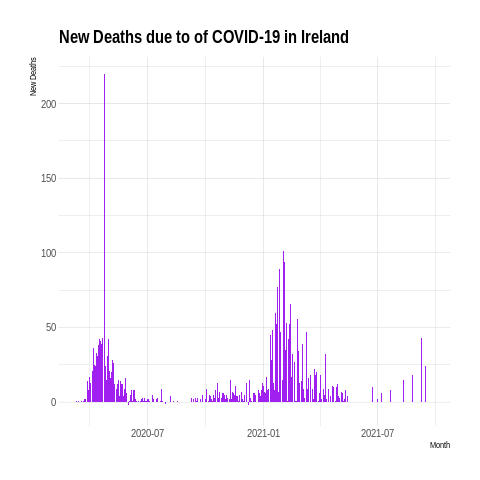 New Deaths due to of COVID-19 in Ireland
New Deaths
200
150
100
50
0
2020-07
2021-01
2021-07
Month